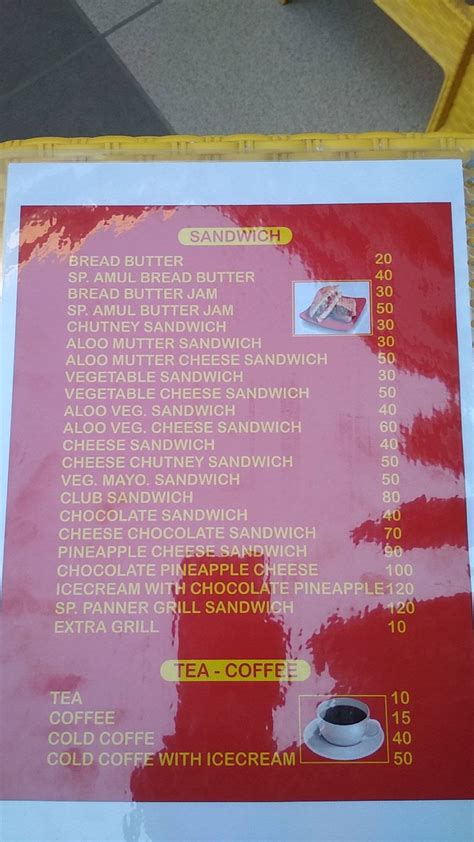 SANDWICH
BREAD BUTTER 20
SP. AMUL BREAD BUTTER 40
BREAD BUTTER JAM 30
SP. AMUL BUTTER JAM 50
CHUTNEY SANDWICH 30
ALOO MUTTER SANDWICH 30
ALOO MUTTER CHEESE SANDWICH 50
VEGETABLE SANDWICH 30
VEGETABLE CHEESE SANDWICH 50
ALOO VEG. SANDWICH 40
ALOO VEG. CHEESE SANDWICH 60
CHEESE SANDWICH 40
CHEESE CHUTNEY SANDWICH 50
VEG. MAYO. SANDWICH 50
CLUB SANDWICH 80
CHOCOLATE SANDWICH 40
CHEESE CHOCOLATE SANDWICH 70
PINEAPPLE CHEESE SANDWICH 90
CHOCOLATE PINEAPPLE CHEESE 100
ICECREAM WITH CHOCOLATE PINEAPPLE 120
SP. PANNER GRILL SANDWICH 120
EXTRA GRILL 10
TEA - COFFEE
TEA 10
COFFEE 15
COLD COFFE 40
COLD COFFE WITH ICECREAM 50